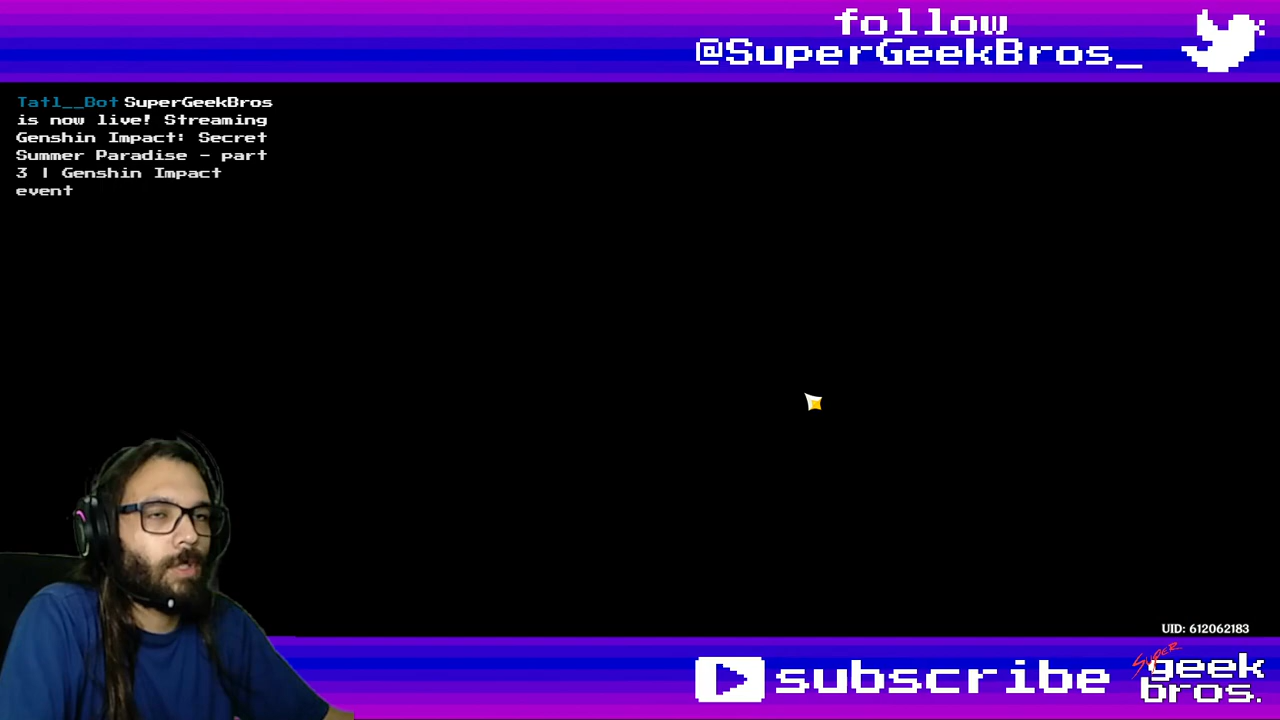 follow
@SuperGeekBros_
Tatl__Bot SuperGeekBros
is now live! Streaming
Genshin Impact: Secret
Summer Paradise - part
3 | Genshin Impact
event
UID: 612062183
subscribe
SUPER
geek
bros.